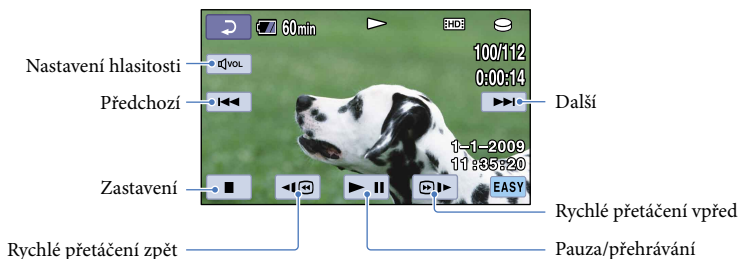 60min
HD
100/112
0:00:14
VOL
Nastavení hlasitosti
Předchozí
Další
1-1-2009
11:35:20
Zastavení
EASY
Rychlé přetáčení vpřed
Rychlé přetáčení zpět
Pauza/přehrávání